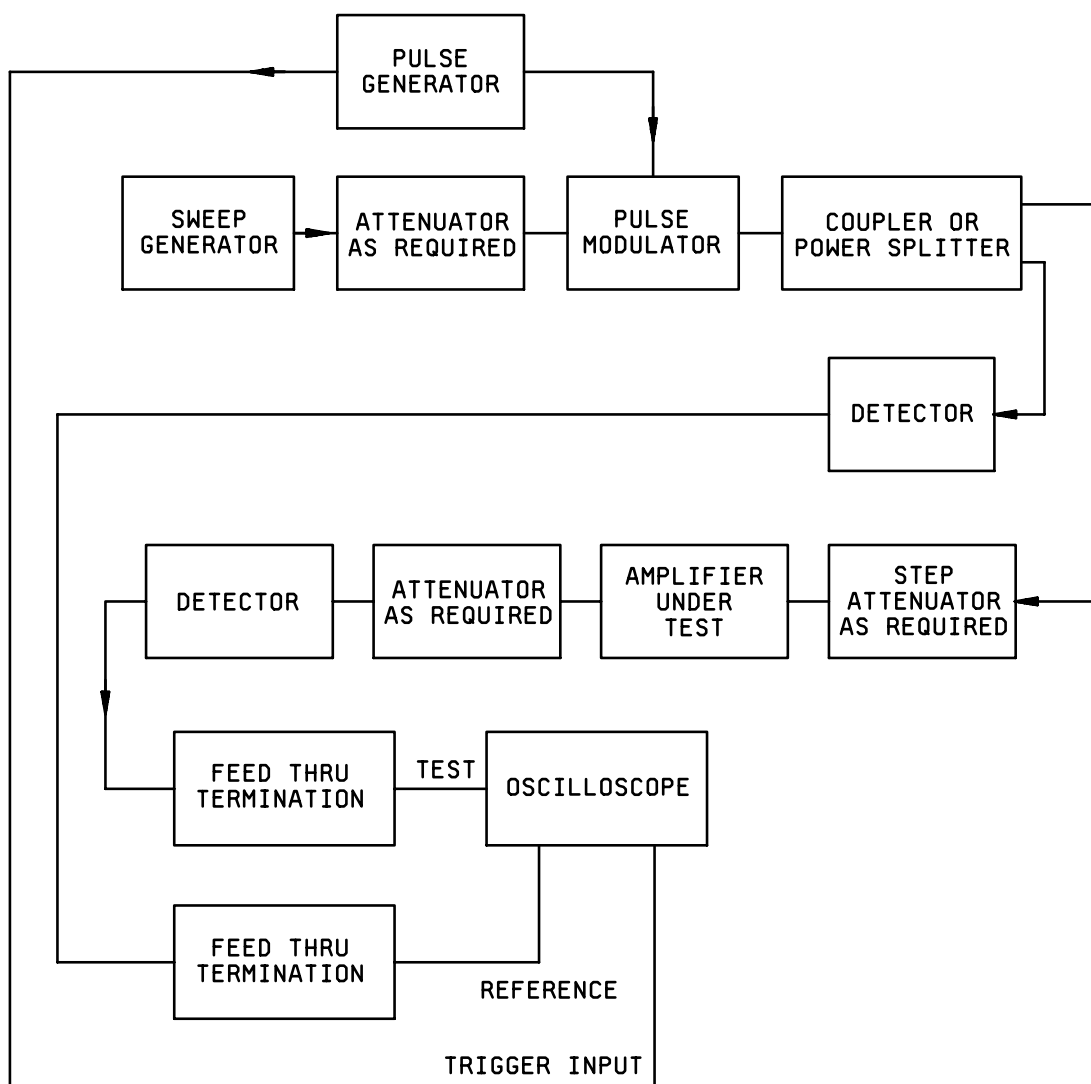 PULSE
GENERATOR
SWEEP
GENERATOR
ATTENUATOR
AS REQUIRED
PULSE
MODULATOR
COUPLER OR
POWER SPLITTER
DETECTOR
DETECTOR
ATTENUATOR
AS REQUIRED
AMPLIFIER
UNDER
TEST
STEP
ATTENUATOR
AS REQUIRED
FEED THRU
TERMINATION
TEST
OSCILLOSCOPE
FEED THRU
TERMINATION
REFERENCE
TRIGGER INPUT